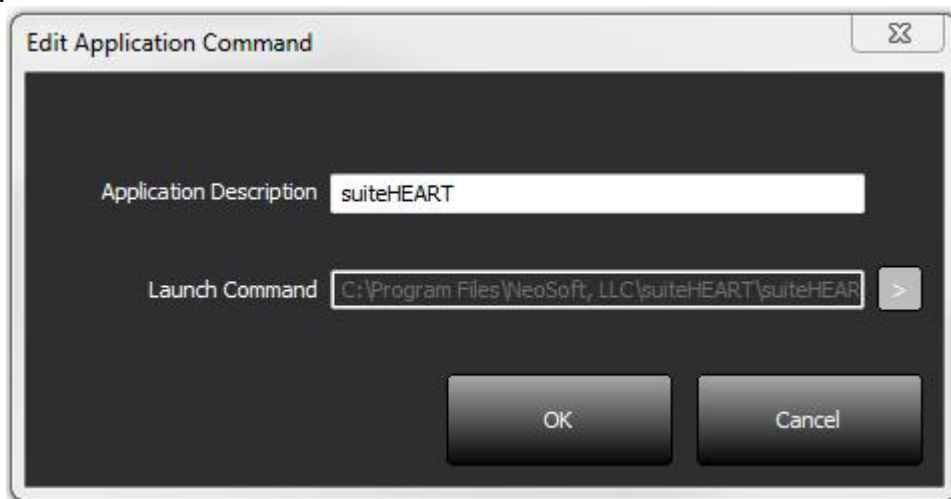 Edit Application Command
Application Description suiteHEART
Launch Command C:\Program Files\NeoSoft, LLC\suiteHEART\suiteHEAR >
OK Cancel